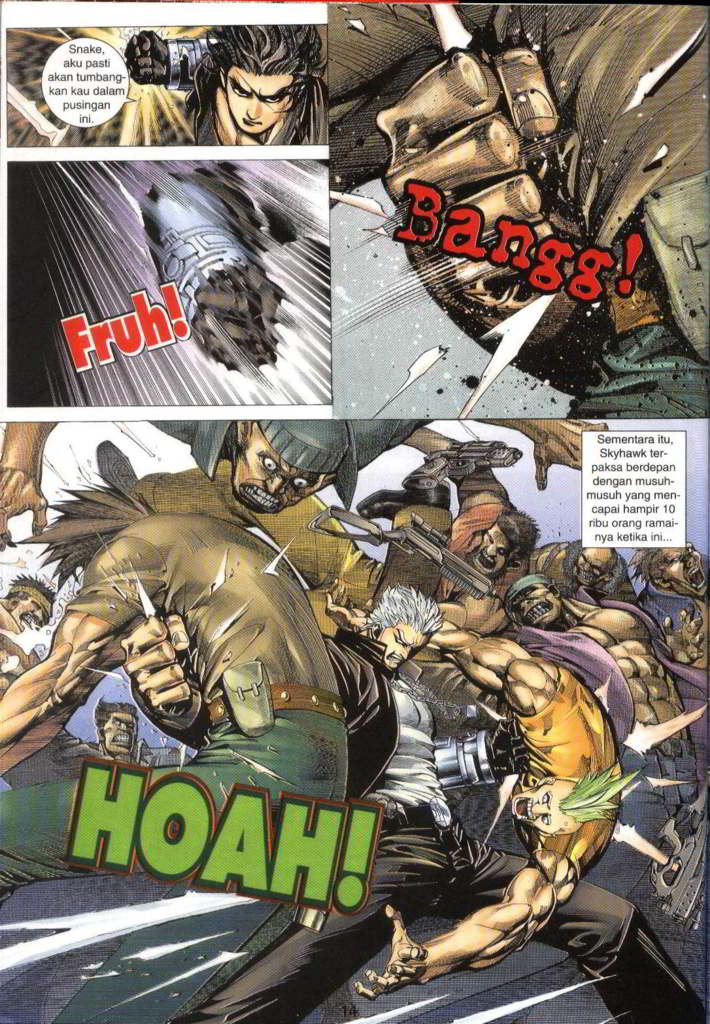 Snake,
aku pasti
akan tumbang-
kan kau dalam
pusingan
ini.
Bangg!
Fruh!
Sementara itu,
Skyhawk ter-
paksa berdepan
dengan musuh-
musuh yang men-
capai hampir 10
ribu orang ramai-
nya ketika ini...
HOAH!
14